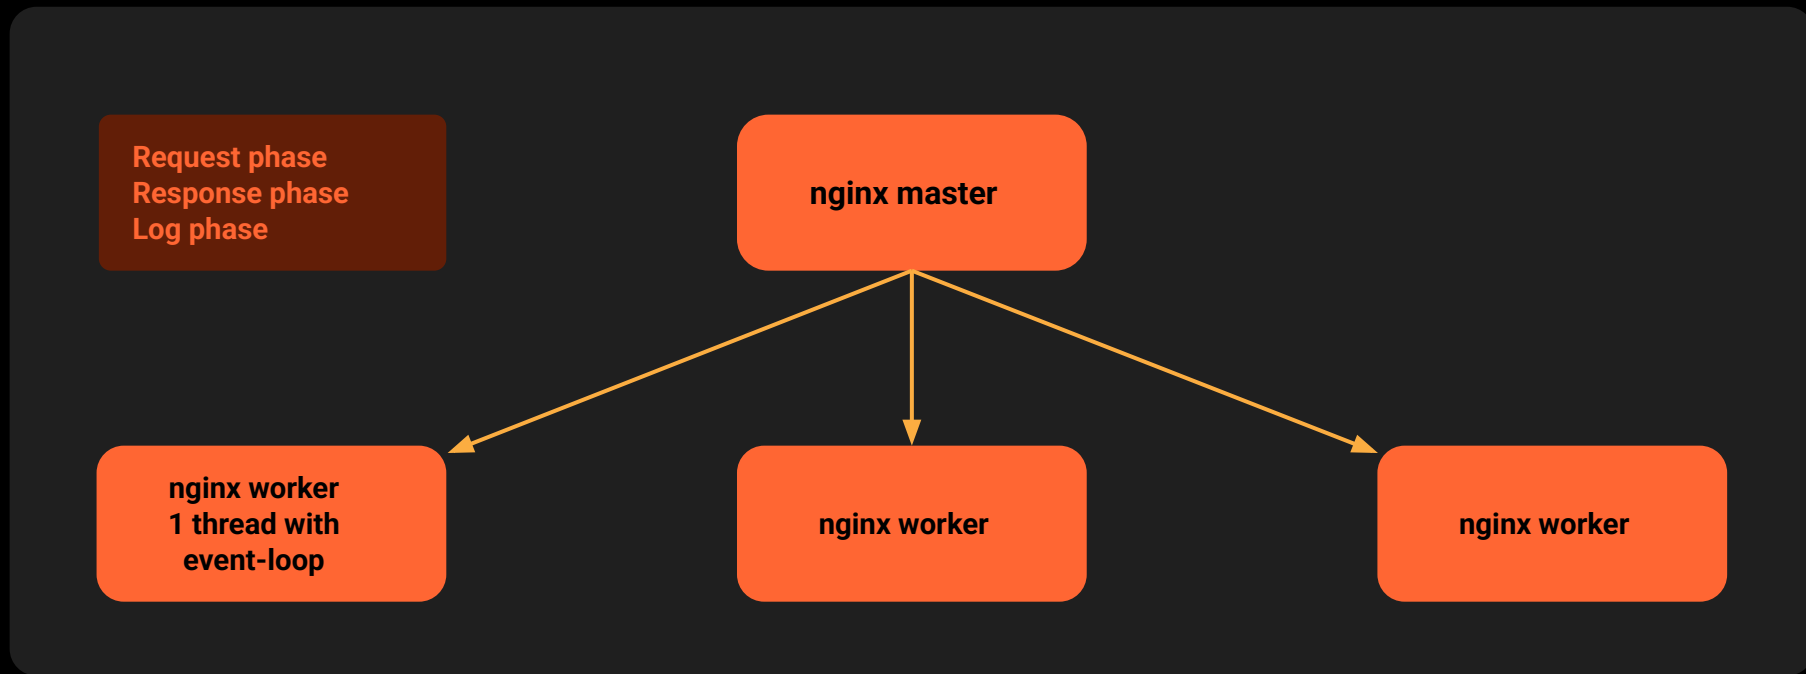 Request phase
Response phase
Log phase
nginx master
nginx worker
1 thread with
event-loop
nginx worker
nginx worker